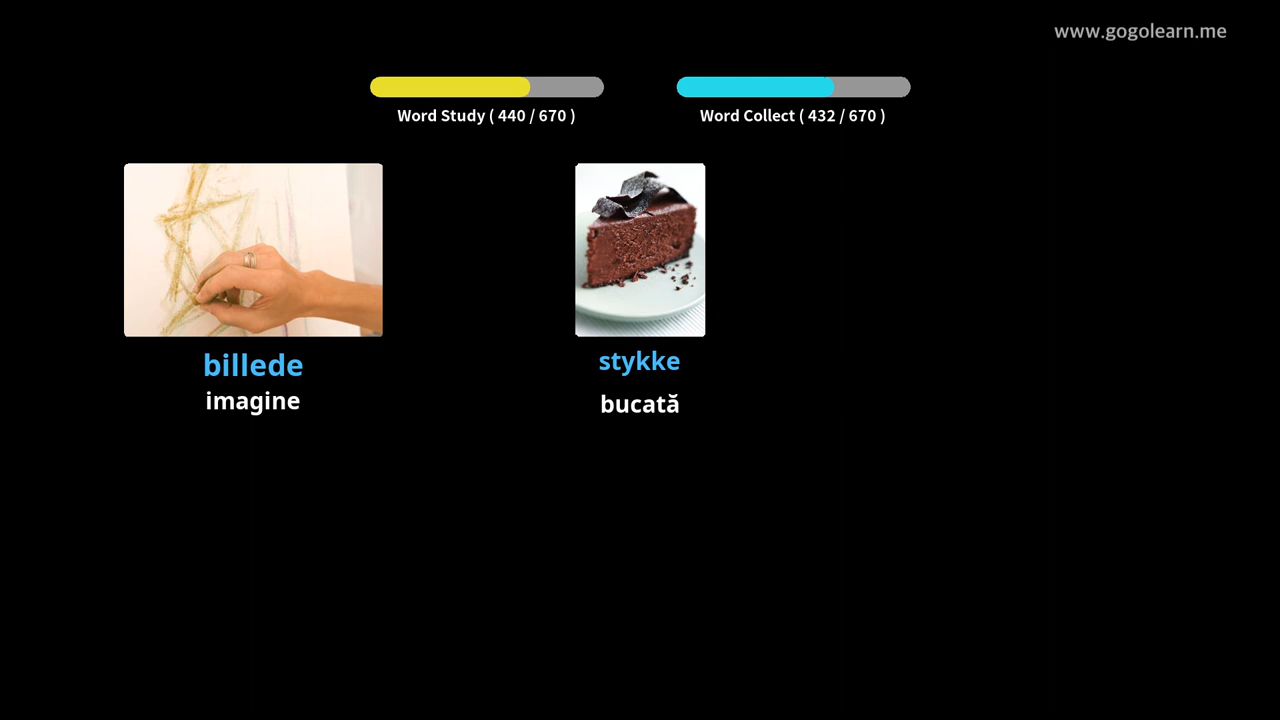 www.gogolearn.me
Word Study ( 440 / 670 )
Word Collect ( 432 / 670 )
billede
imagine
stykke
bucată